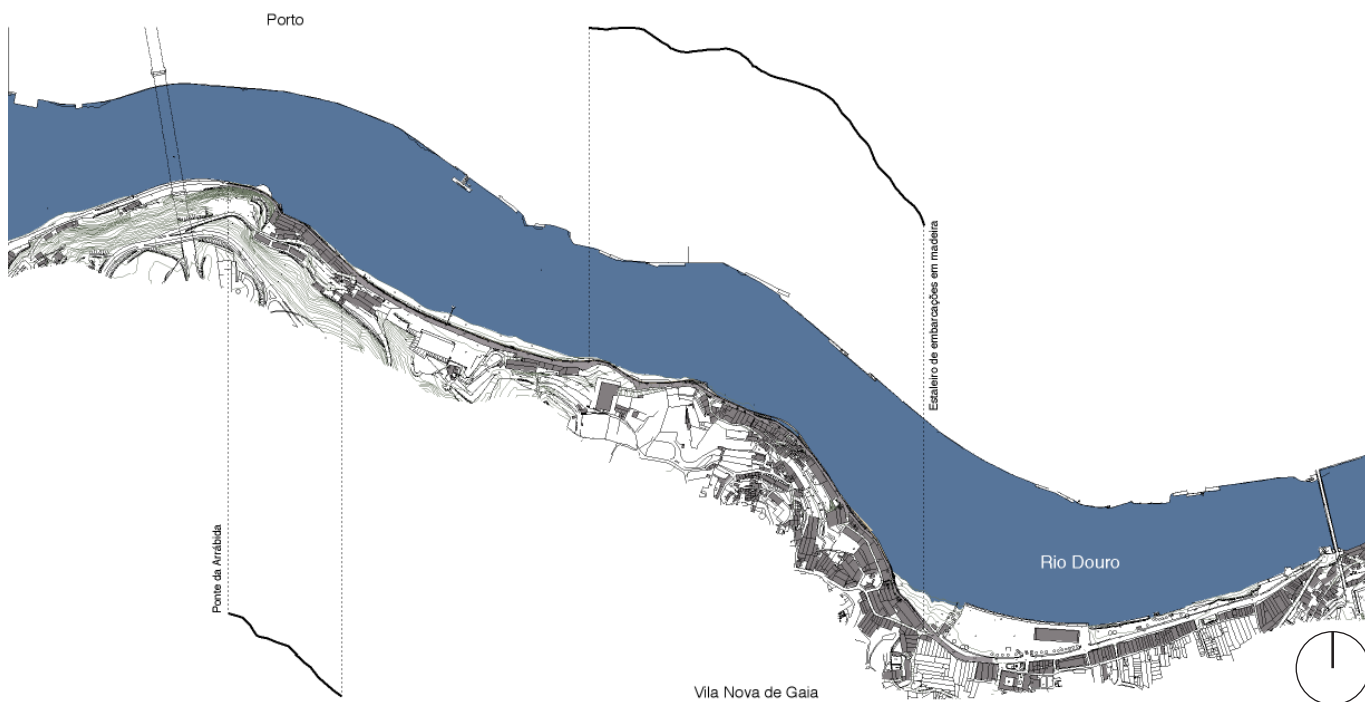 Porto
Estaleiro de embarcações em madeira
Rio Douro
Ponte da Arrábida
Vila Nova de Gaia